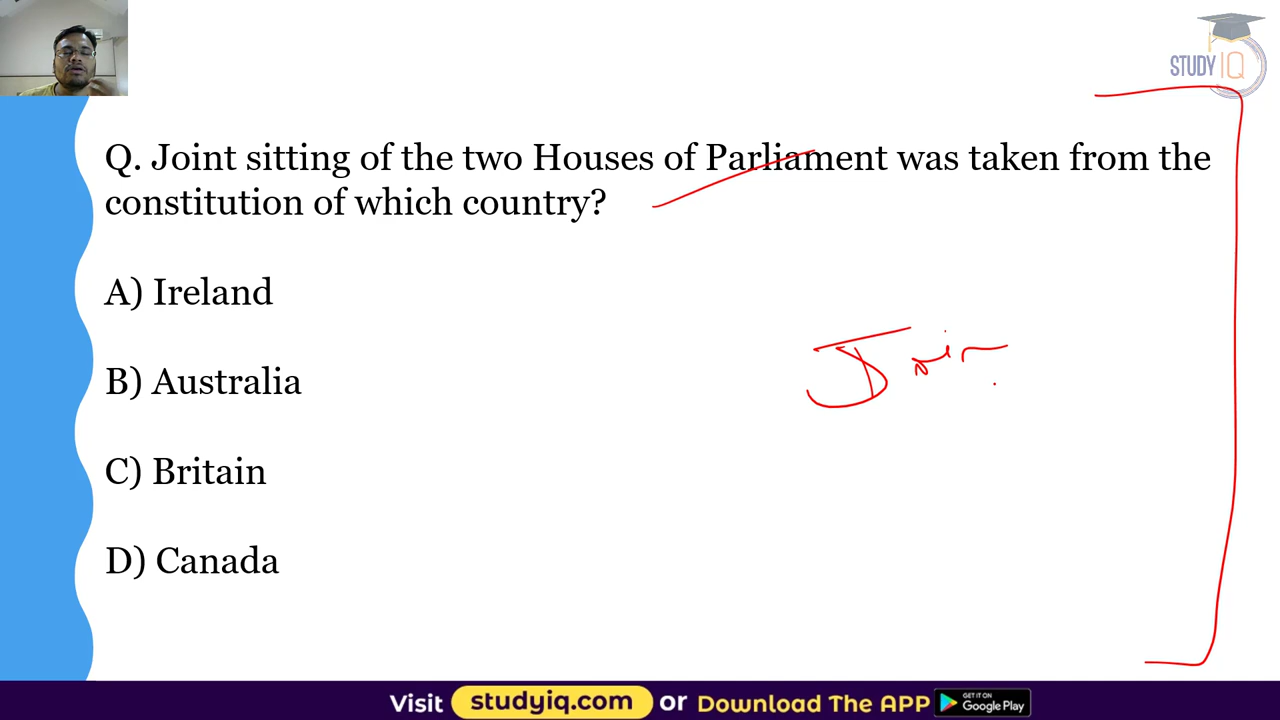 STUDY IQ
Q. Joint sitting of the two Houses of Parliament was taken from the
constitution of which country?
A) Ireland
B) Australia
C) Britain
D) Canada
Join
Visit studyiq.com or Download The APP GET IT ON Google Play